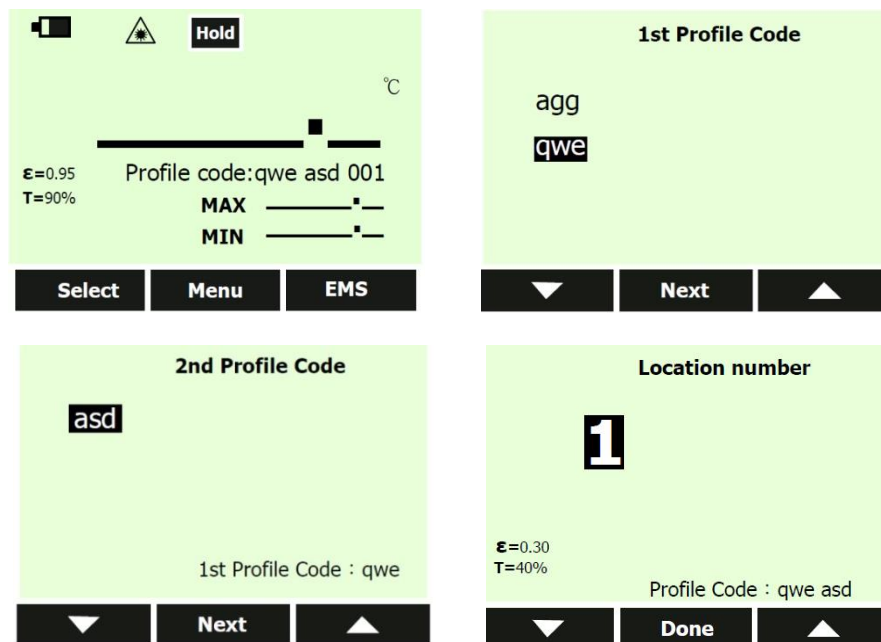 Hold
℃
ε=0.95
Profile code:qwe asd 001
T=90%
MAX
MIN
Select Menu EMS
1st Profile Code
agg
qwe
Next
2nd Profile Code
asd
1st Profile Code : qwe
Next
Location number
1
ε=0.30
T=40%
Profile Code : qwe asd
Done